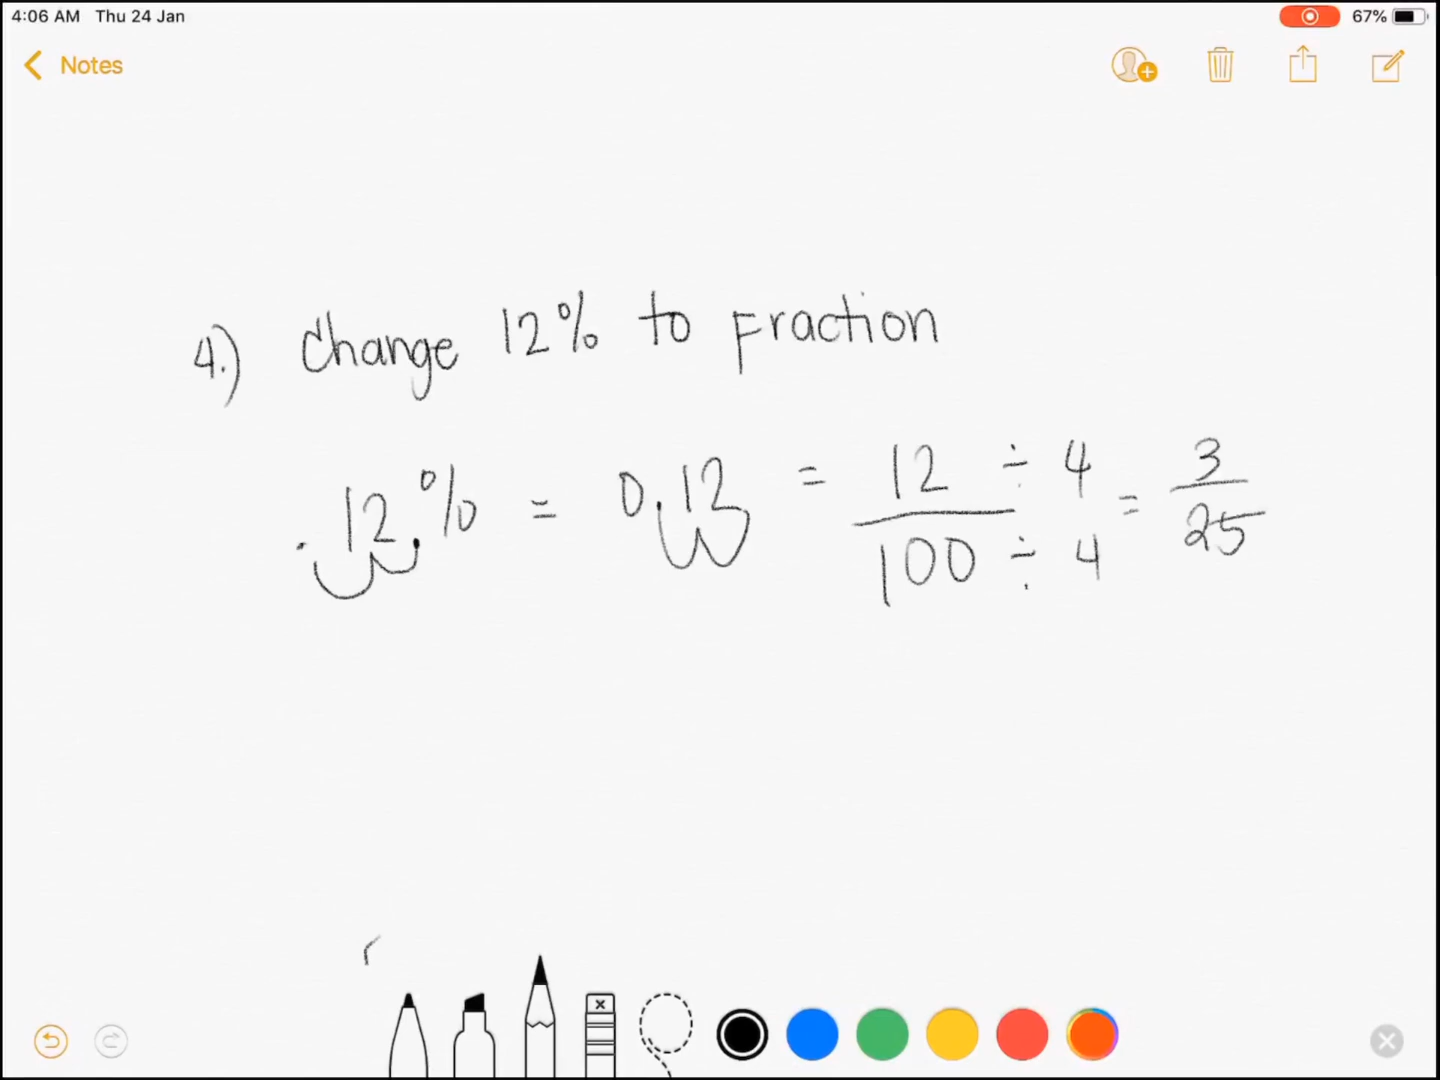 4:06 AM Thu 24 Jan 67%
Notes
4.) Change 12% to Fraction
.12.% = 0.12 = 12 ÷ 4 / 100 ÷ 4 = 3 / 25